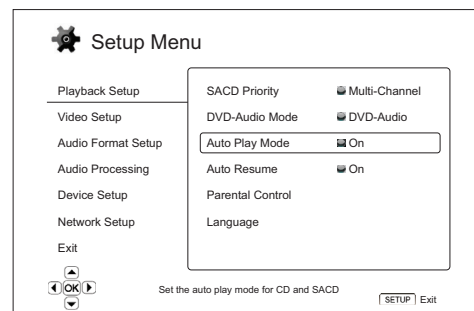 Setup Menu
Playback Setup
Video Setup
Audio Format Setup
Audio Processing
Device Setup
Network Setup
Exit
SACD Priority Multi-Channel
DVD-Audio Mode DVD-Audio
Auto Play Mode On
Auto Resume On
Parental Control
Language
OK
Set the auto play mode for CD and SACD
SETUP Exit